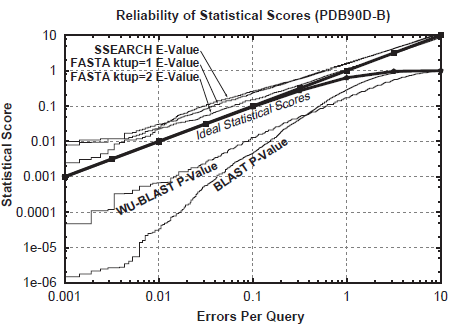 Reliability of Statistical Scores (PDB90D-B)
10
SSEARCH E-Value
FASTA ktup=1 E-Value
FASTA ktup=2 E-Value
1
0.1
Ideal Statistical Scores
0.01
0.001
WU-BLAST P-Value
BLAST P-Value
0.0001
1e-05
1e-06
Statistical Score
0.001 0.01 0.1 1 10
Errors Per Query